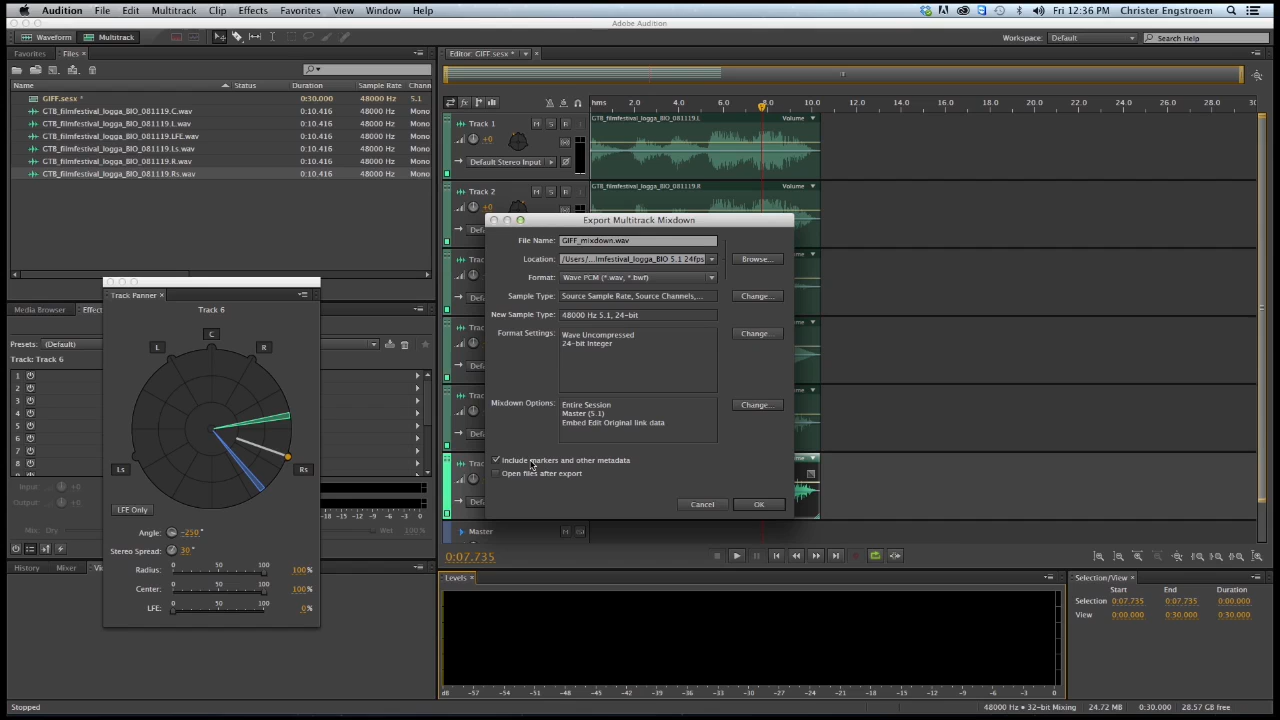 Audition File Edit Multitrack Clip Effects Favorites View Window Help
Fri 12:36 PM Christer Engstroem
Adobe Audition
Waveform Multitrack
Workspace: Default Search Help
Favorites Files
Editor: GIFF.sesx *
Name Status Duration Sample Rate Chann
GIFF.sesx * 0:30.000 48000 Hz 5.1
GTB_filmfestival_logga_BIO_081119.C.wav 0:10.416 48000 Hz Mono
GTB_filmfestival_logga_BIO_081119.L.wav 0:10.416 48000 Hz Mono
GTB_filmfestival_logga_BIO_081119.LFE.wav 0:10.416 48000 Hz Mono
GTB_filmfestival_logga_BIO_081119.Ls.wav 0:10.416 48000 Hz Mono
GTB_filmfestival_logga_BIO_081119.R.wav 0:10.416 48000 Hz Mono
GTB_filmfestival_logga_BIO_081119.Rs.wav 0:10.416 48000 Hz Mono
hms 2.0 4.0 6.0 8.0 10.0 12.0 14.0 16.0 18.0 20.0 22.0 24.0 26.0 28.0 30
Track 1 M S R
GTB_filmfestival_logga_BIO_081119.L Volume
+0
Default Stereo Input
Track 2 M S R
GTB_filmfestival_logga_BIO_081119.R Volume
+0
Export Multitrack Mixdown
File Name: GIFF_mixdown.wav
Location: /Users/...lmfestival_logga_BIO 5.1 24fps Browse...
Format: Wave PCM (*.wav, *.bwf)
Sample Type: Source Sample Rate, Source Channels,... Change...
New Sample Type: 48000 Hz 5.1, 24-bit
Format Settings: Wave Uncompressed Change...
24-bit Integer
Mixdown Options: Entire Session Change...
Master (5.1)
Embed Edit Original link data
Include markers and other metadata
Open files after export
Cancel OK
Master
Media Browser Effect
Presets: (Default)
Track: Track 6
1
2
3
4
5
6
7
8
Input: +0
Output: +0
Mix: Dry Wet 100%
History Mixer Vi
Track Panner
Track 6
C
L R
Ls Rs
LFE Only
Angle: -250 °
Stereo Spread: 30 °
Radius: 0 50 100 100 %
Center: 0 50 100 100 %
LFE: 0 50 100 0 %
0:07.735
Levels
dB -57 -54 -51 -48 -45 -42 -39 -36 -33 -30 -27 -24 -21 -18 -15 -12 -9 -6 -3 0
Selection/View
Start End Duration
Selection 0:07.735 0:07.735 0:00.000
View 0:00.000 0:30.000 0:30.000
Stopped
48000 Hz • 32-bit Mixing 24.72 MB 0:30.000 28.57 GB free